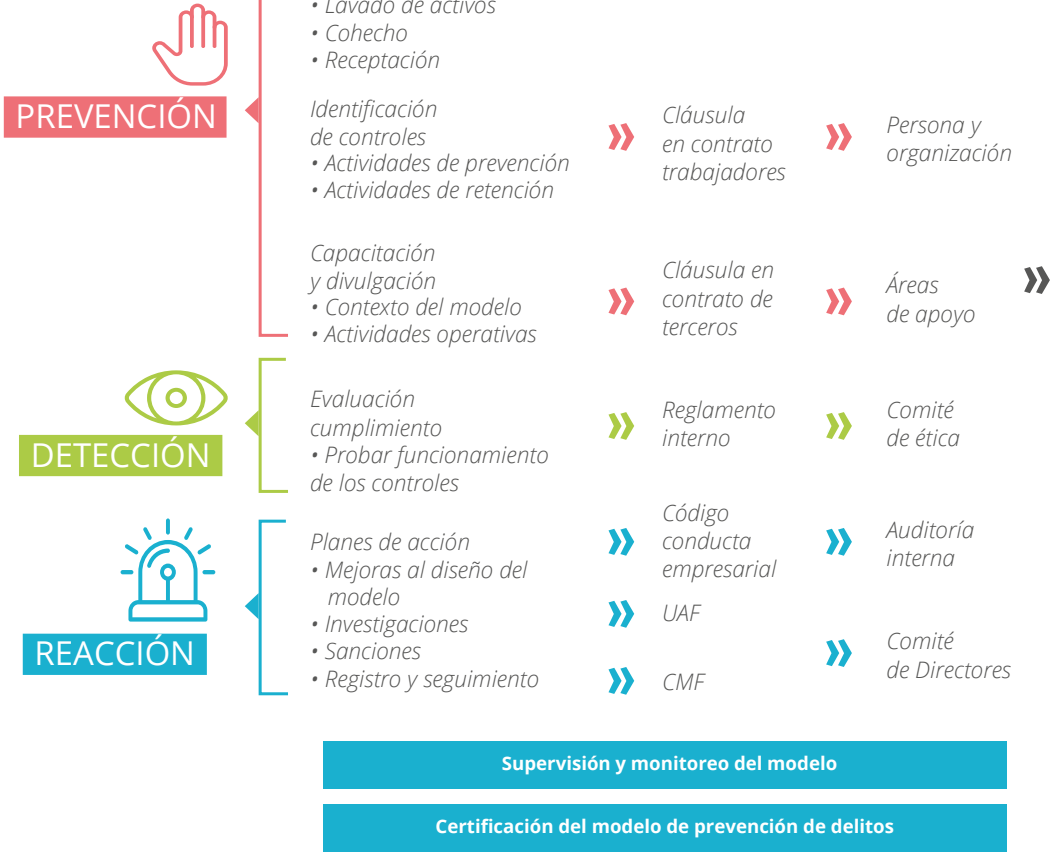 • Lavado de activos
• Cohecho
• Receptación
PREVENCIÓN
Identificación
de controles
• Actividades de prevención
• Actividades de retención
Cláusula
en contrato
trabajadores
Persona y
organización
Capacitación
y divulgación
• Contexto del modelo
• Actividades operativas
Cláusula en
contrato de
terceros
Áreas
de apoyo
DETECCIÓN
Evaluación
cumplimiento
• Probar funcionamiento
de los controles
Reglamento
interno
Comité
de ética
REACCIÓN
Planes de acción
• Mejoras al diseño del
modelo
• Investigaciones
• Sanciones
• Registro y seguimiento
Código
conducta
empresarial
UAF
CMF
Auditoría
interna
Comité
de Directores
Supervisión y monitoreo del modelo
Certificación del modelo de prevención de delitos